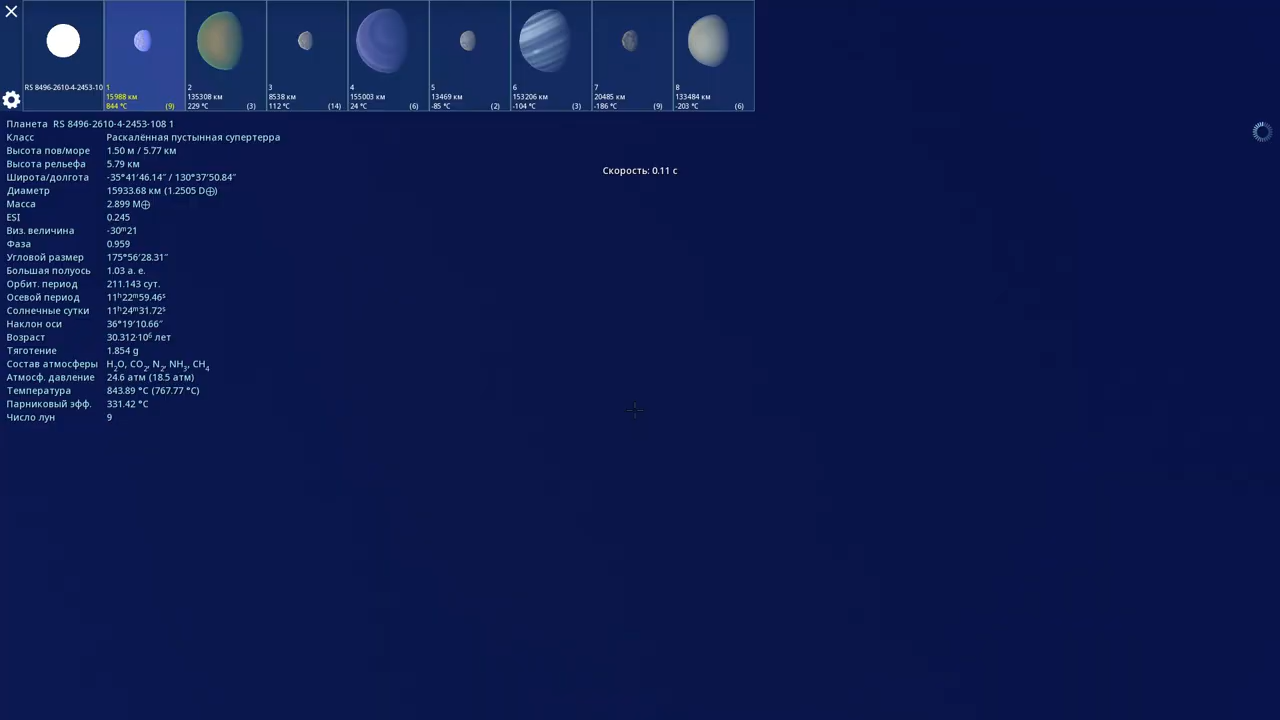 RS 8496-2610-4-2453-10
1
15988 км
844 °C (9)
2
135308 км
229 °C (3)
3
8538 км
112 °C (14)
4
155003 км
24 °C (6)
5
13469 км
-85 °C (2)
6
153206 км
-104 °C (3)
7
20485 км
-186 °C (9)
8
133484 км
-203 °C (6)
Планета RS 8496-2610-4-2453-108 1
Класс Раскалённая пустынная супертерра
Высота пов/море 1.50 м / 5.77 км
Высота рельефа 5.79 км
Широта/долгота -35°41′46.14″ / 130°37′50.84″
Диаметр 15933.68 км (1.2505 D⊕)
Масса 2.899 M⊕
ESI 0.245
Виз. величина -30ᵐ21
Фаза 0.959
Угловой размер 175°56′28.31″
Большая полуось 1.03 а. е.
Орбит. период 211.143 сут.
Осевой период 11ʰ22ᵐ59.46ˢ
Солнечные сутки 11ʰ24ᵐ31.72ˢ
Наклон оси 36°19′10.66″
Возраст 30.312·10⁶ лет
Тяготение 1.854 g
Состав атмосферы H₂O, CO₂, N₂, NH₃, CH₄
Атмосф. давление 24.6 атм (18.5 атм)
Температура 843.89 °C (767.77 °C)
Парниковый эфф. 331.42 °C
Число лун 9
Скорость: 0.11 c